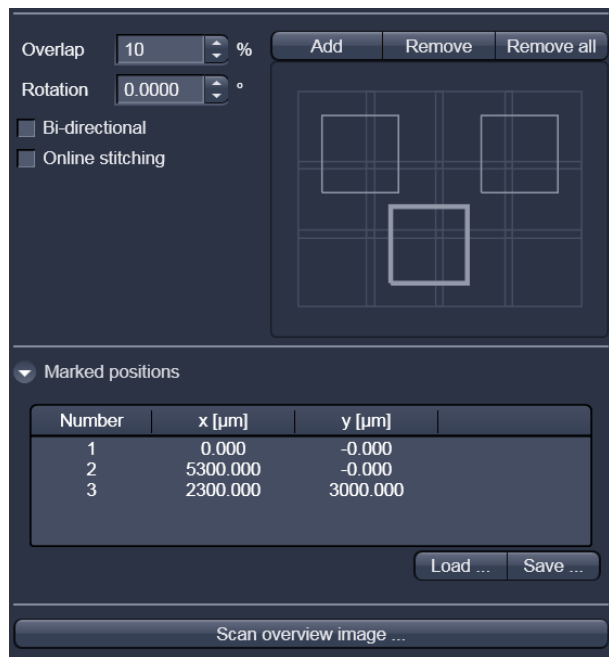 Overlap 10 %
Add Remove Remove all
Rotation 0.0000 °
Bi-directional
Online stitching
Marked positions
Number x [µm] y [µm]
1 0.000 -0.000
2 5300.000 -0.000
3 2300.000 3000.000
Load ... Save ...
Scan overview image ...